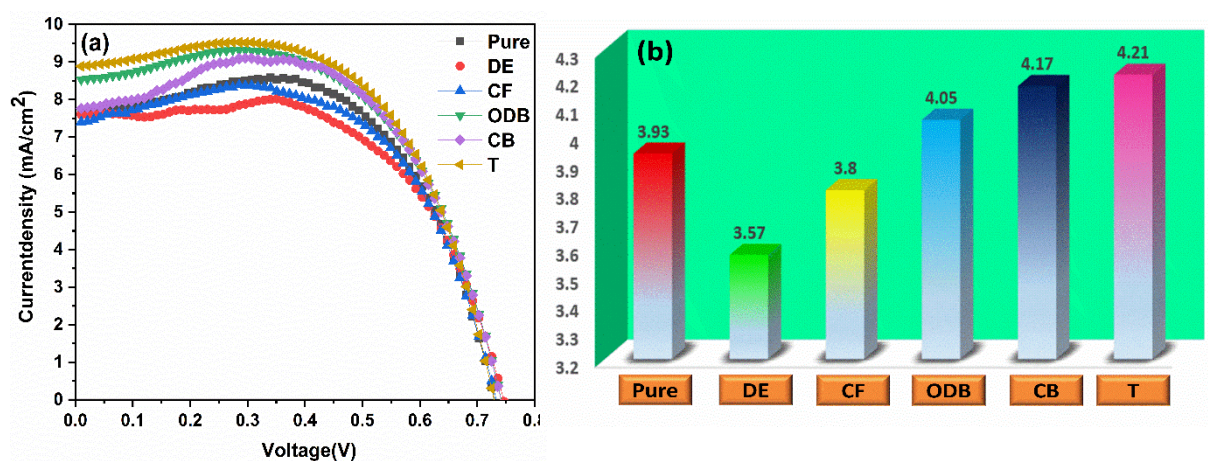 (a)
10
9
8
7
6
5
4
3
2
1
0
Currentdensity (mA/cm²)
0.0 0.1 0.2 0.3 0.4 0.5 0.6 0.7 0.8
Voltage(V)
Pure
DE
CF
ODB
CB
T
(b)
4.3
4.2
4.1
4
3.9
3.8
3.7
3.6
3.5
3.4
3.3
3.2
3.93
3.57
3.8
4.05
4.17
4.21
Pure DE CF ODB CB T